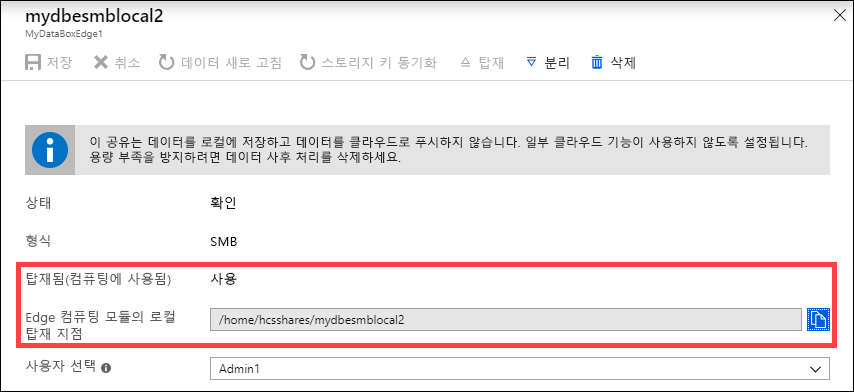 mydbesmblocal2
MyDataBoxEdge1
저장 취소 데이터 새로 고침 스토리지 키 동기화 탑재 분리 삭제
이 공유는 데이터를 로컬에 저장하고 데이터를 클라우드로 푸시하지 않습니다. 일부 클라우드 기능이 사용하지 않도록 설정됩니다.
용량 부족을 방지하려면 데이터 사후 처리를 삭제하세요.
상태 확인
형식 SMB
탑재됨(컴퓨팅에 사용됨) 사용
Edge 컴퓨팅 모듈의 로컬
탑재 지점
/home/hcsshares/mydbesmblocal2
사용자 선택 Admin1